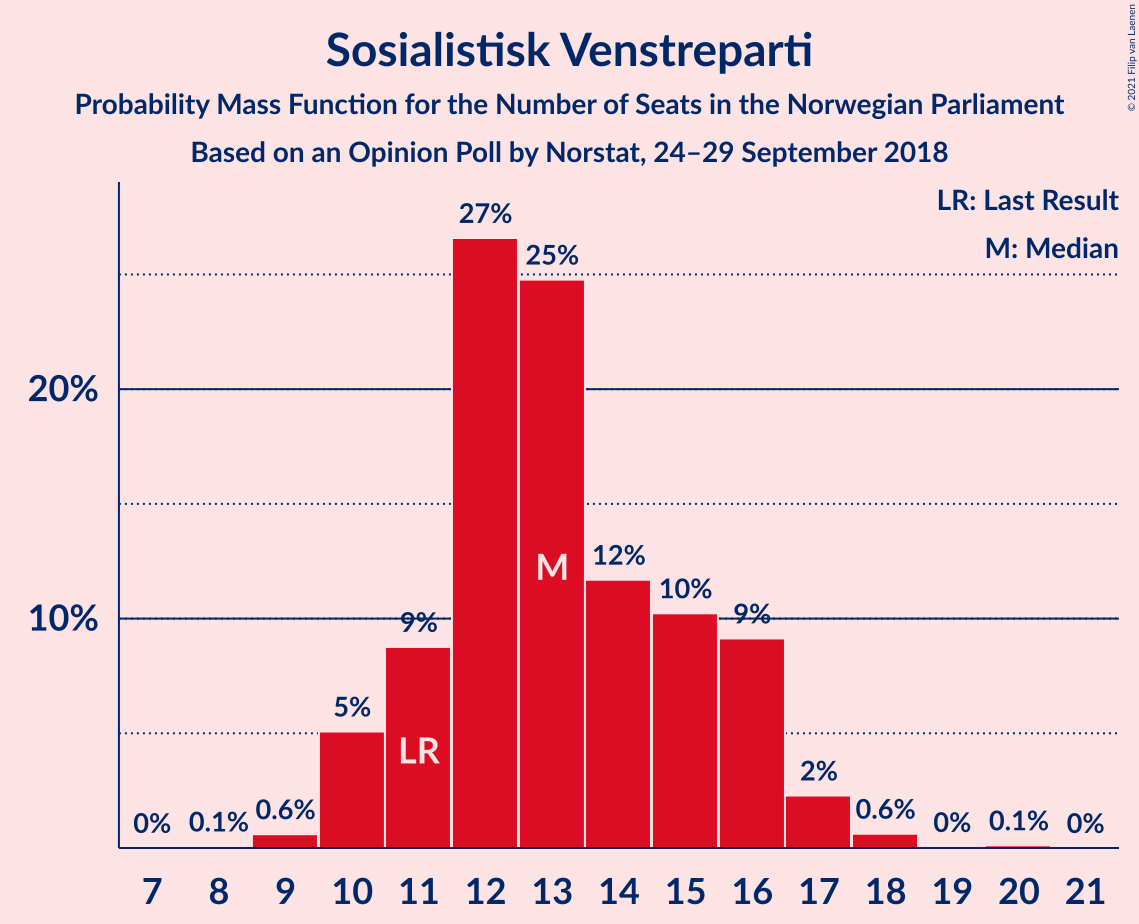 Sosialistisk Venstreparti
Probability Mass Function for the Number of Seats in the Norwegian Parliament
Based on an Opinion Poll by Norstat, 24–29 September 2018
© 2021 Filip van Laenen
LR: Last Result
M: Median
20%
10%
0%
0.1%
0.6%
5%
9%
27%
25%
12%
10%
9%
2%
0.6%
0%
0.1%
0%
LR
M
7 8 9 10 11 12 13 14 15 16 17 18 19 20 21